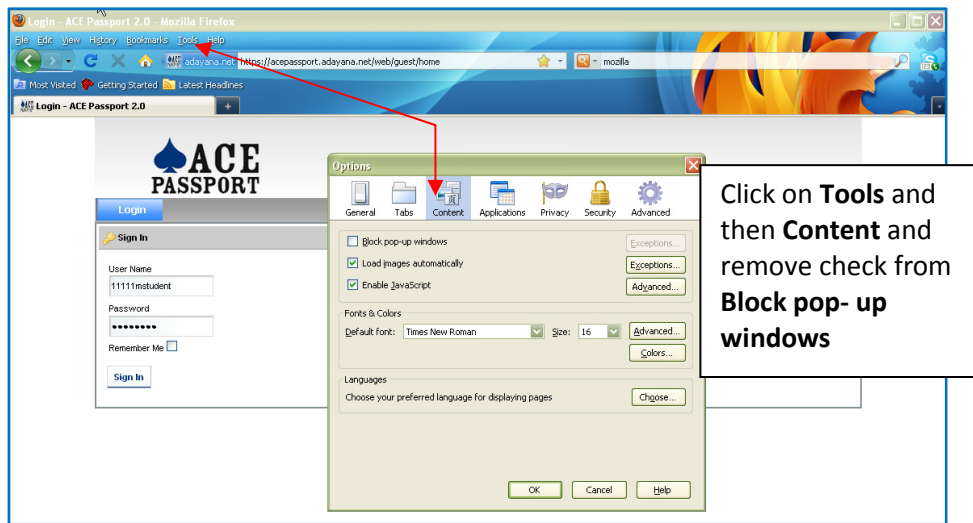 Login - ACE Passport 2.0 - Mozilla Firefox
File Edit View History Bookmarks Tools Help
adayana.net https://acepassport.adayana.net/web/guest/home
mozilla
Most Visited Getting Started Latest Headlines
Login - ACE Passport 2.0 +
ACE
PASSPORT
Login
Sign In
User Name
11111mstudent
Password
••••••••
Remember Me
Sign In
Options
General Tabs Content Applications Privacy Security Advanced
Block pop-up windows Exceptions...
Load images automatically Exceptions...
Enable JavaScript Advanced...
Fonts & Colors
Default font: Times New Roman Size: 16 Advanced...
Colors...
Languages
Choose your preferred language for displaying pages Choose...
OK Cancel Help
Click on Tools and
then Content and
remove check from
Block pop- up
windows